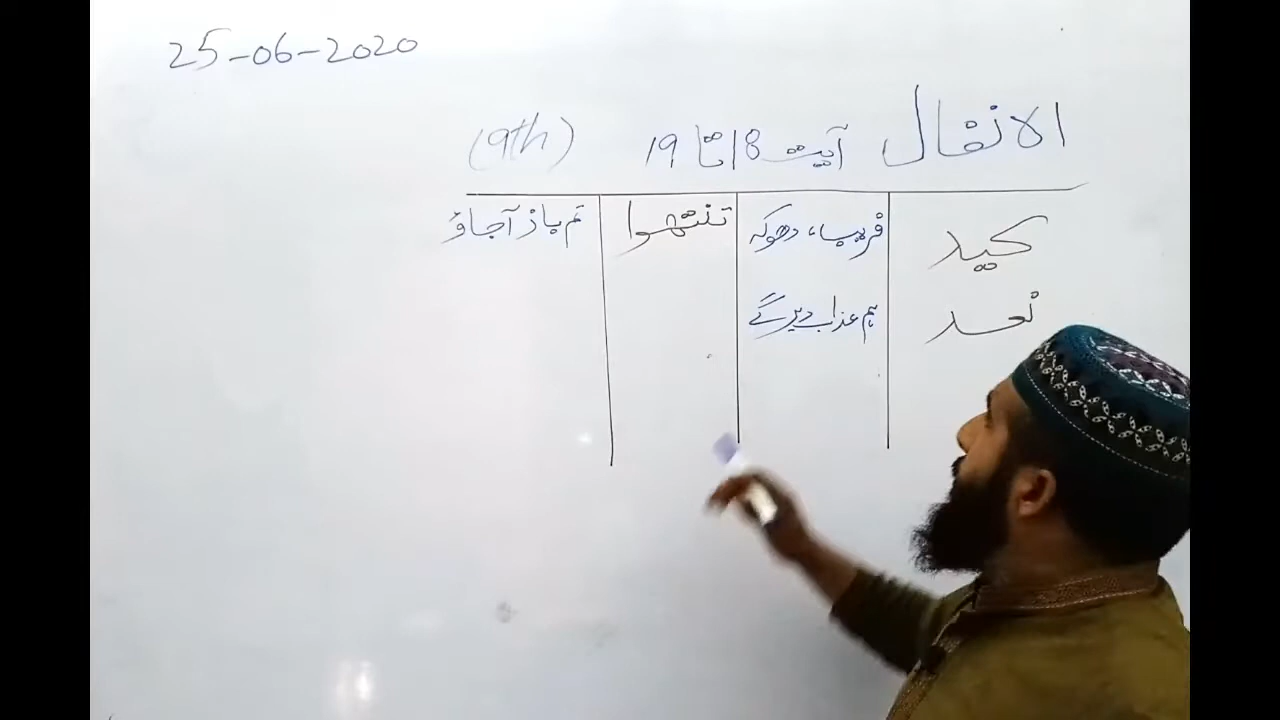 25-06-2020
الانفال آیت 18 تا 19 (9th)
کید فریب، دھوکہ تنتھوا تم باز آجاؤ
نعد ہم عذاب دیں گے